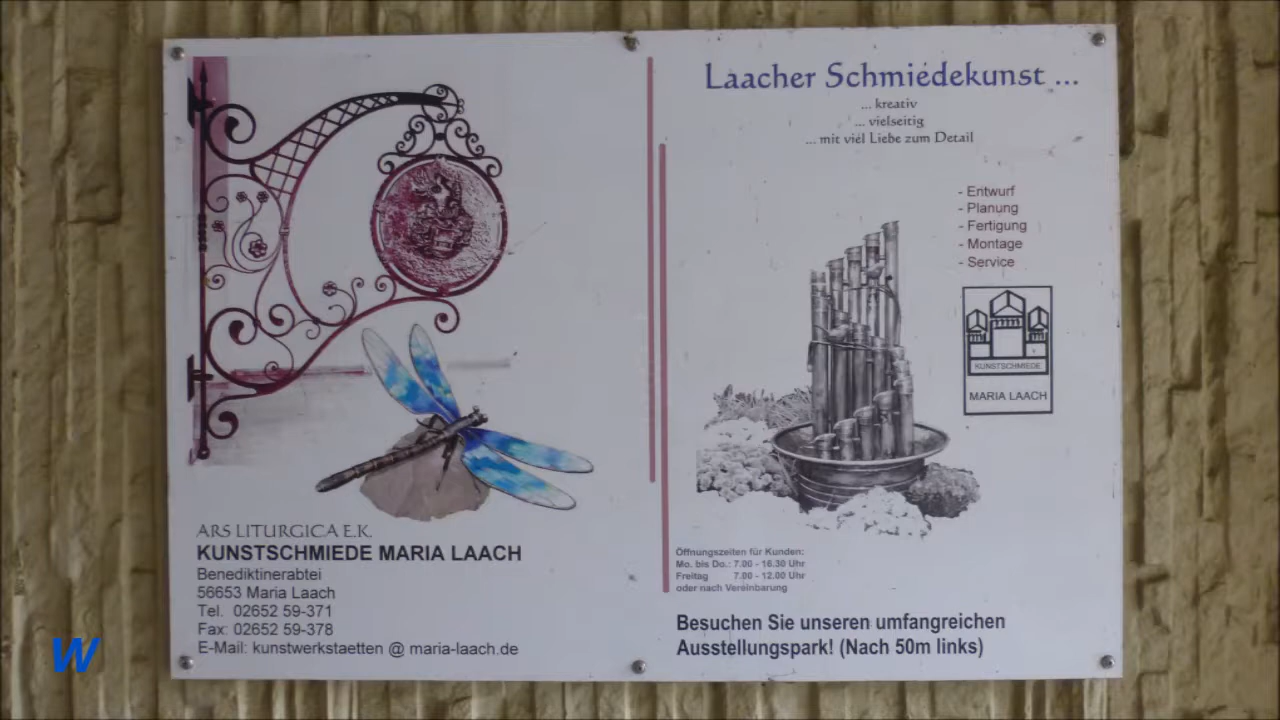 ARS LITURGICA E.K.
KUNSTSCHMIEDE MARIA LAACH
Benediktinerabtei
56653 Maria Laach
Tel. 02652 59-371
Fax: 02652 59-378
E-Mail: kunstwerkstaetten @ maria-laach.de
Laacher Schmiedekunst ...
... kreativ
... vielseitig
... mit viel Liebe zum Detail
- Entwurf
- Planung
- Fertigung
- Montage
- Service
KUNSTSCHMIEDE
MARIA LAACH
Öffnungszeiten für Kunden:
Mo. bis Do.: 7.00 - 16.30 Uhr
Freitag 7.00 - 12.00 Uhr
oder nach Vereinbarung
Besuchen Sie unseren umfangreichen
Ausstellungspark! (Nach 50m links)
W